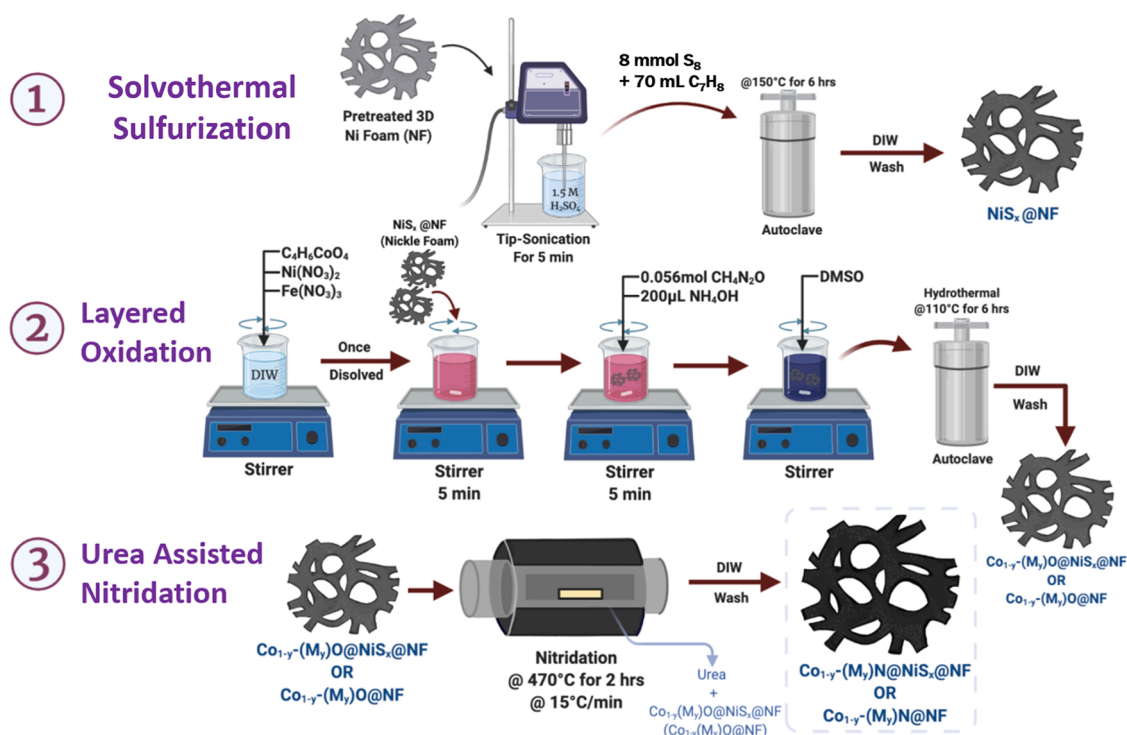 1
Solvothermal
Sulfurization
Pretreated 3D
Ni Foam (NF)
1.5 M
H₂SO₄
Tip-Sonication
For 5 min
8 mmol S₈
+ 70 mL C₇H₈
@150°C for 6 hrs
Autoclave
DIW
Wash
NiSₓ @NF
2
Layered
Oxidation
C₄H₆CoO₄
Ni(NO₃)₂
Fe(NO₃)₃
DIW
Stirrer
Once
Disolved
NiSₓ @NF
(Nickle Foam)
Stirrer
5 min
0.056mol CH₄N₂O
200µL NH₄OH
Stirrer
5 min
DMSO
Stirrer
Hydrothermal
@110°C for 6 hrs
Autoclave
DIW
Wash
Co₁₋y-(My)O@NiSₓ@NF
OR
Co₁₋y-(My)O@NF
3
Urea Assisted
Nitridation
Co₁₋y-(My)O@NiSₓ@NF
OR
Co₁₋y-(My)O@NF
Nitridation
@ 470°C for 2 hrs
@ 15°C/min
Urea
+
Co₁₋y(My)O@NiSₓ@NF
(Co₁₋y(My)O@NF)
DIW
Wash
Co₁₋y-(My)N@NiSₓ@NF
OR
Co₁₋y-(My)N@NF